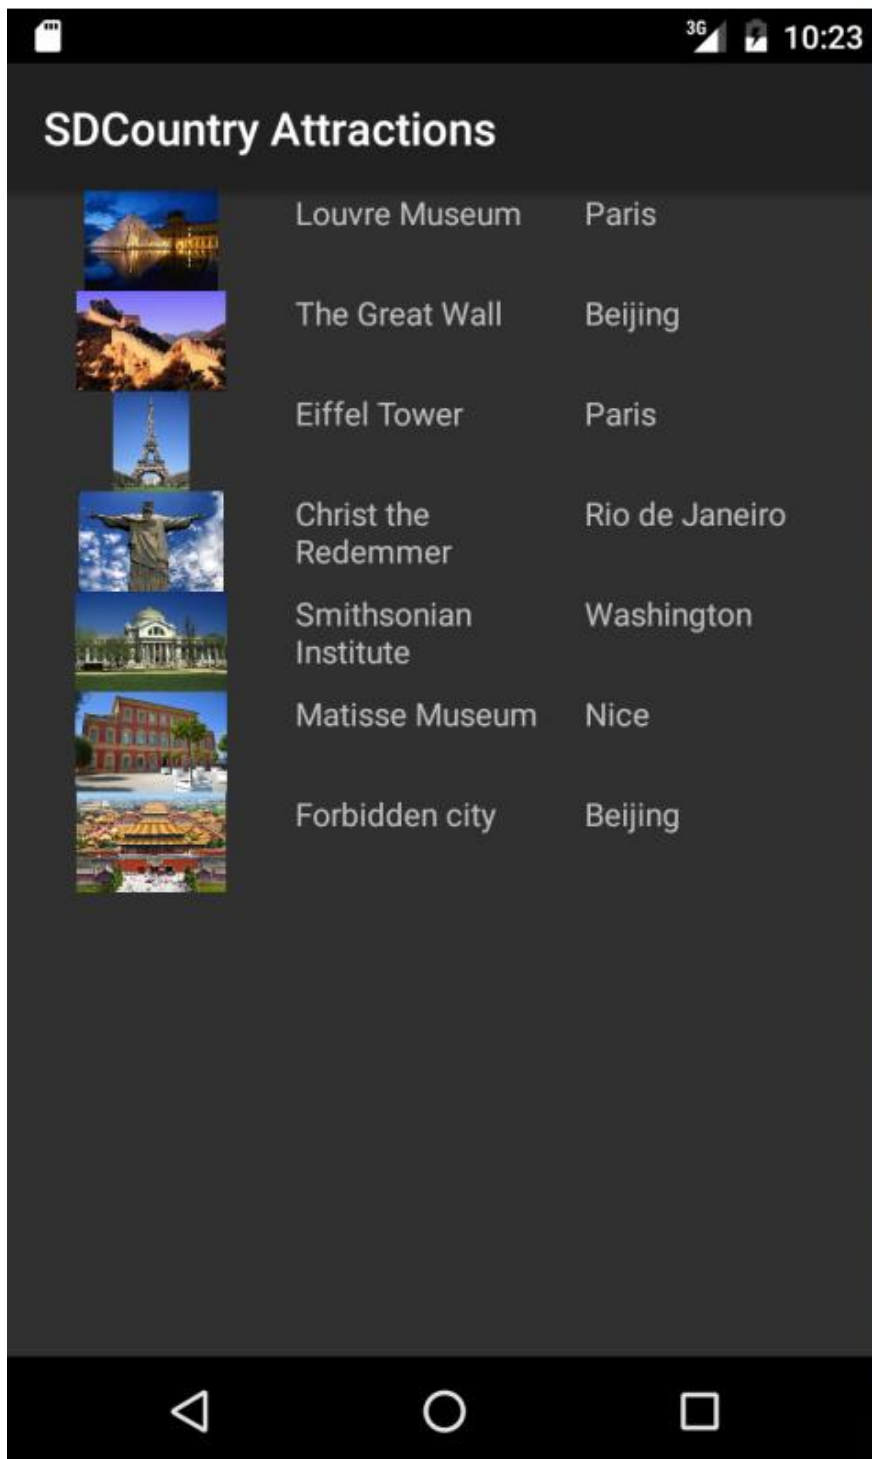 3G 10:23
SDCountry Attractions
Louvre Museum Paris
The Great Wall Beijing
Eiffel Tower Paris
Christ the Rio de Janeiro
Redemmer
Smithsonian Washington
Institute
Matisse Museum Nice
Forbidden city Beijing